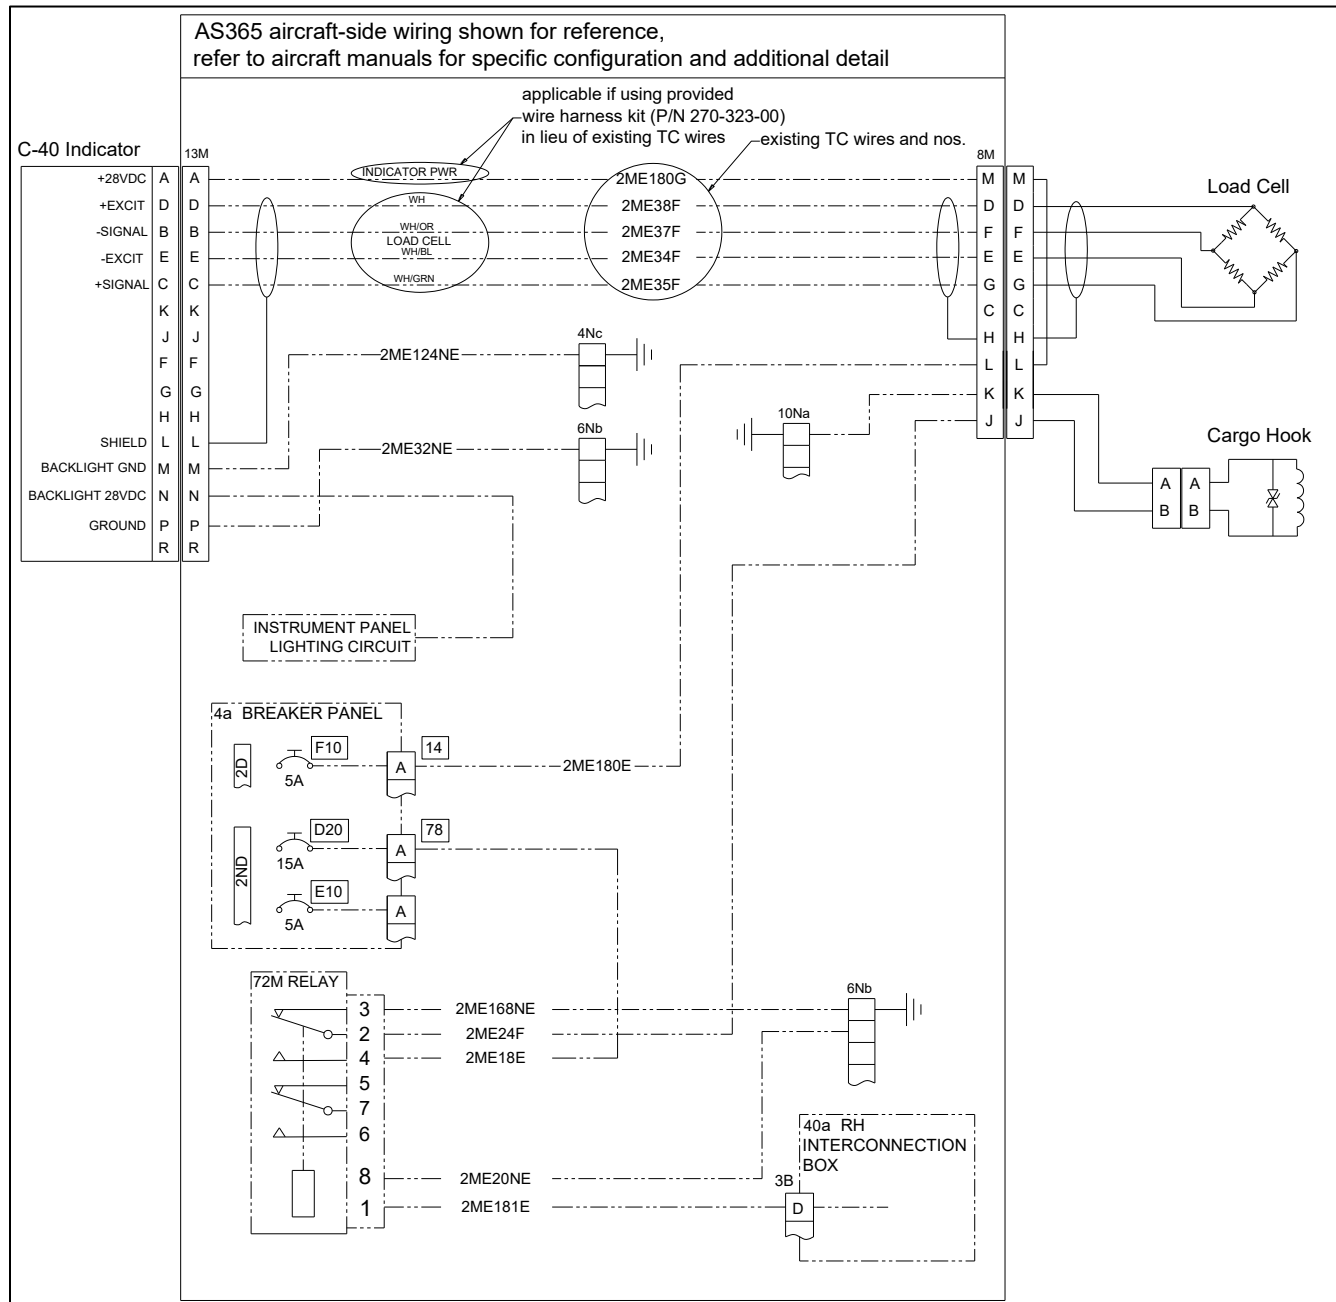 AS365 aircraft-side wiring shown for reference,
refer to aircraft manuals for specific configuration and additional detail
applicable if using provided
wire harness kit (P/N 270-323-00)
in lieu of existing TC wires
existing TC wires and nos.
C-40 Indicator
13M
8M
+28VDC A A INDICATOR PWR 2ME180G M M
+EXCIT D D WH 2ME38F D D
-SIGNAL B B WH/OR 2ME37F F F
LOAD CELL
-EXCIT E E WH/BL 2ME34F E E
+SIGNAL C C WH/GRN 2ME35F G G
K K C C
J J H H
F F 2ME124NE 4Nc L L
G G K K
H H J J
SHIELD L L 2ME32NE 6Nb
BACKLIGHT GND M M
BACKLIGHT 28VDC N N
GROUND P P
R R
10Na
Load Cell
Cargo Hook
A A
B B
INSTRUMENT PANEL
LIGHTING CIRCUIT
4a BREAKER PANEL
2D F10 5A A 14 2ME180E
2ND D20 15A A 78
E10 5A A
72M RELAY
3 2ME168NE 6Nb
2 2ME24F
4 2ME18E
5
7
6
8 2ME20NE
1 2ME181E
40a RH
INTERCONNECTION
BOX
3B
D